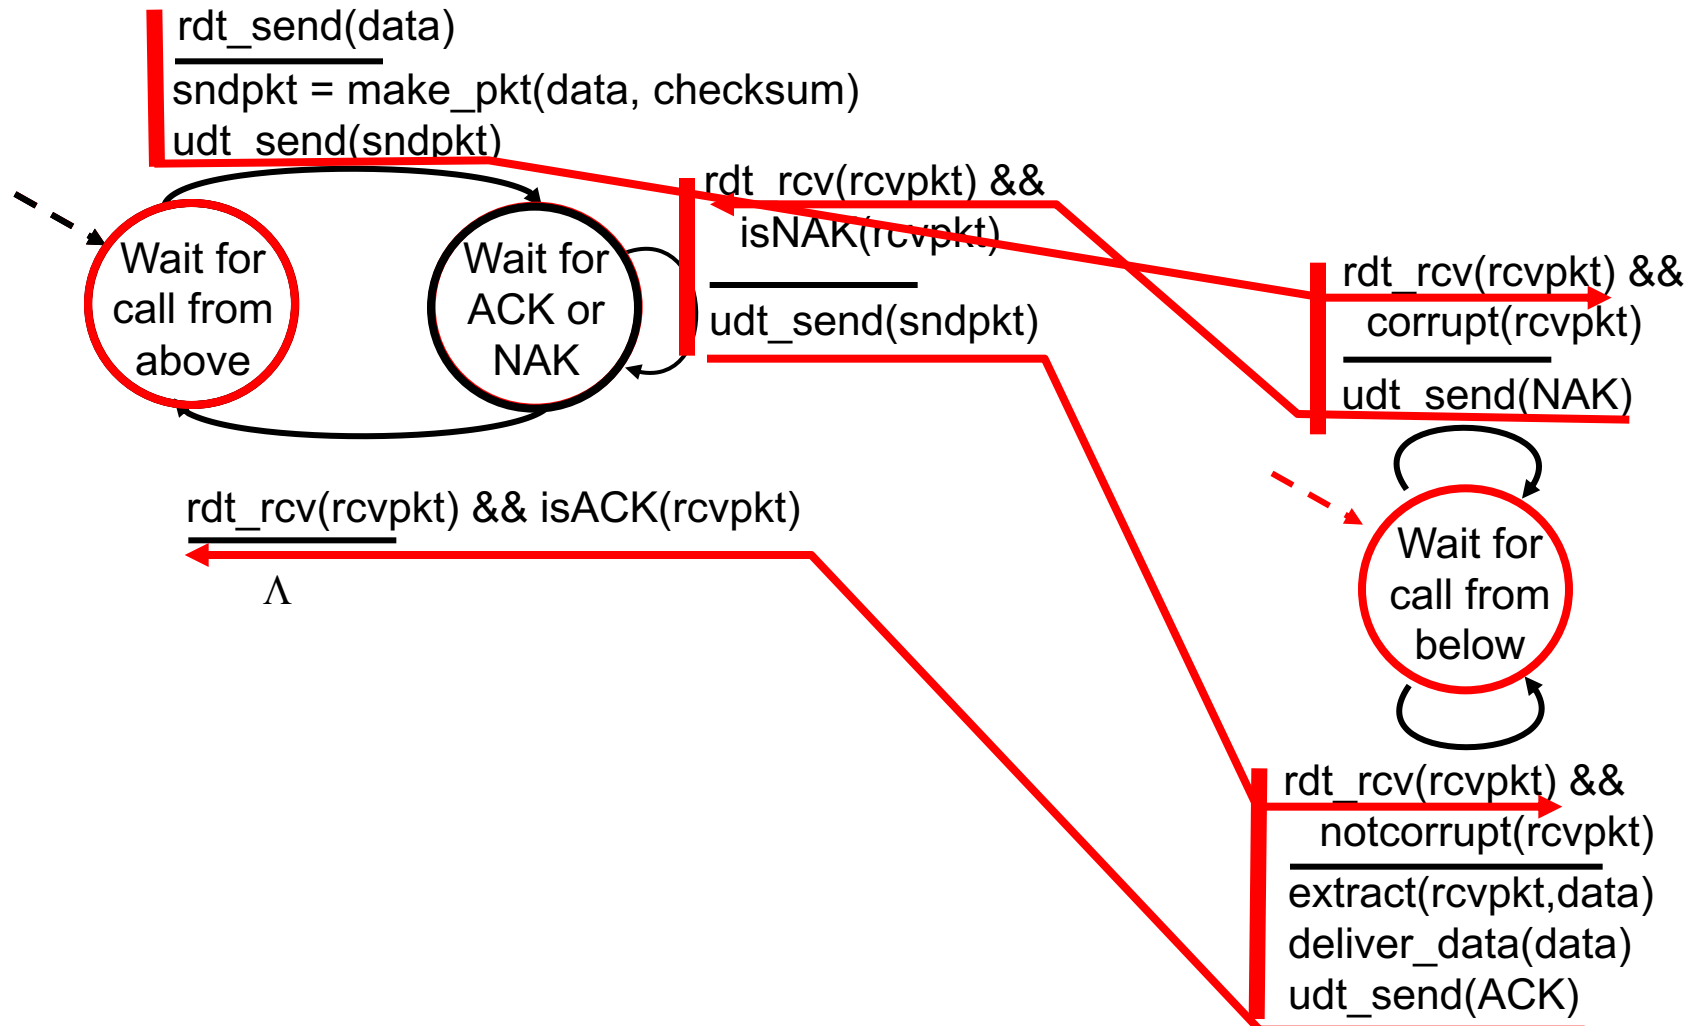 rdt_send(data)
sndpkt = make_pkt(data, checksum)
udt_send(sndpkt)
rdt_rcv(rcvpkt) &&
isNAK(rcvpkt)
udt_send(sndpkt)
Wait for
call from
above
Wait for
ACK or
NAK
rdt_rcv(rcvpkt) && isACK(rcvpkt)
Λ
rdt_rcv(rcvpkt) &&
corrupt(rcvpkt)
udt_send(NAK)
Wait for
call from
below
rdt_rcv(rcvpkt) &&
notcorrupt(rcvpkt)
extract(rcvpkt,data)
deliver_data(data)
udt_send(ACK)